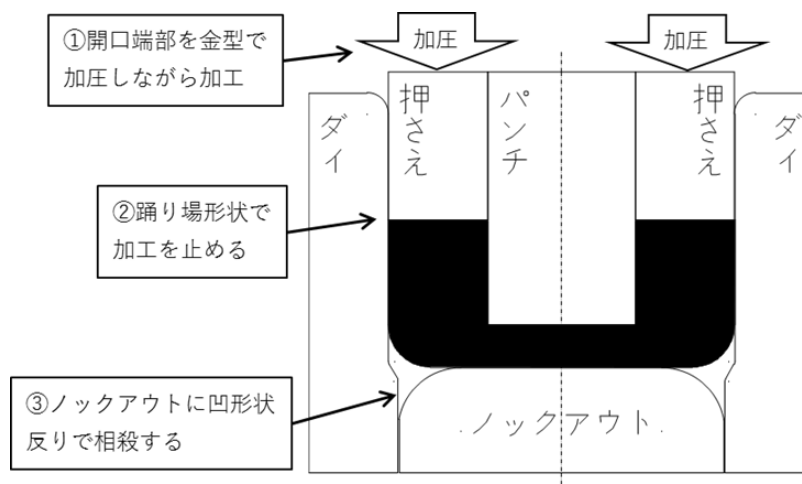 ①開口端部を金型で
加圧しながら加工
加圧
加圧
ダイ
押さえ
パンチ
押さえ
ダイ
②踊り場形状で
加工を止める
③ノックアウトに凹形状
反りで相殺する
ノックアウト